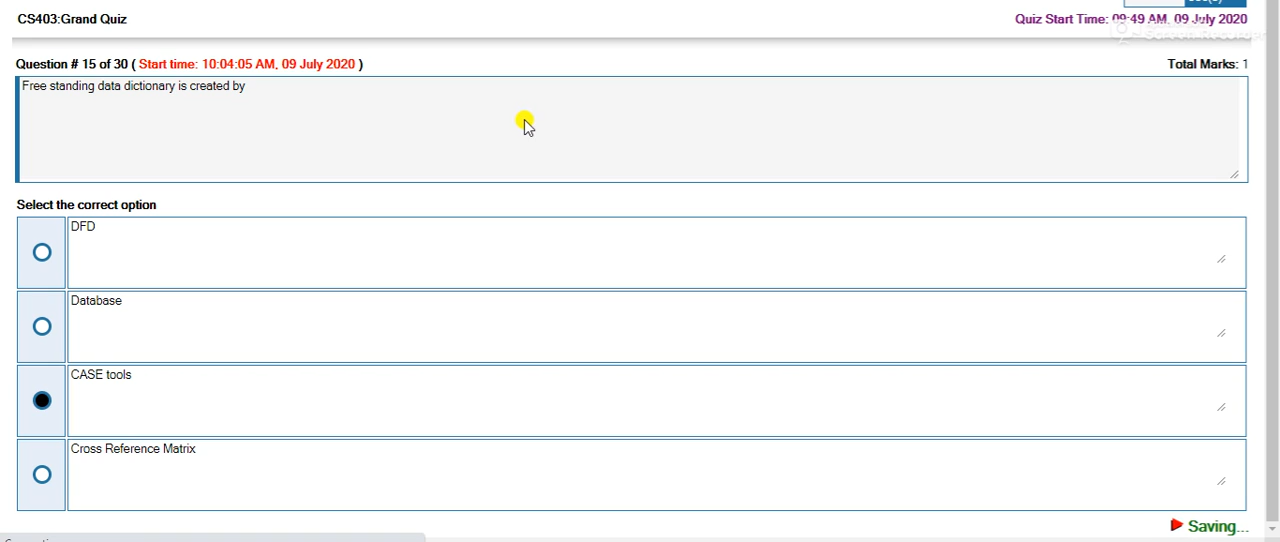 CS403:Grand Quiz
Quiz Start Time: 09:49 AM, 09 July 2020
Question # 15 of 30 ( Start time: 10:04:05 AM, 09 July 2020 )
Total Marks: 1
Free standing data dictionary is created by
Select the correct option
DFD
Database
CASE tools
Cross Reference Matrix
Saving...